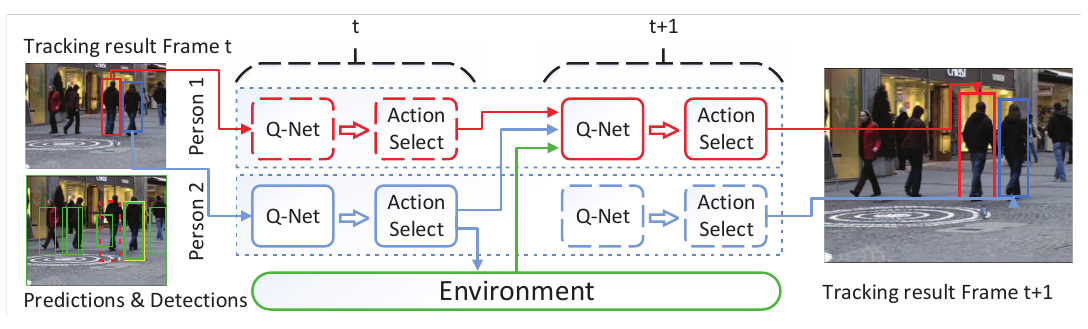 t
t+1
Tracking result Frame t
Person 1
Q-Net
Action
Select
Q-Net
Action
Select
Person 2
Q-Net
Action
Select
Q-Net
Action
Select
Environment
Predictions & Detections
Tracking result Frame t+1